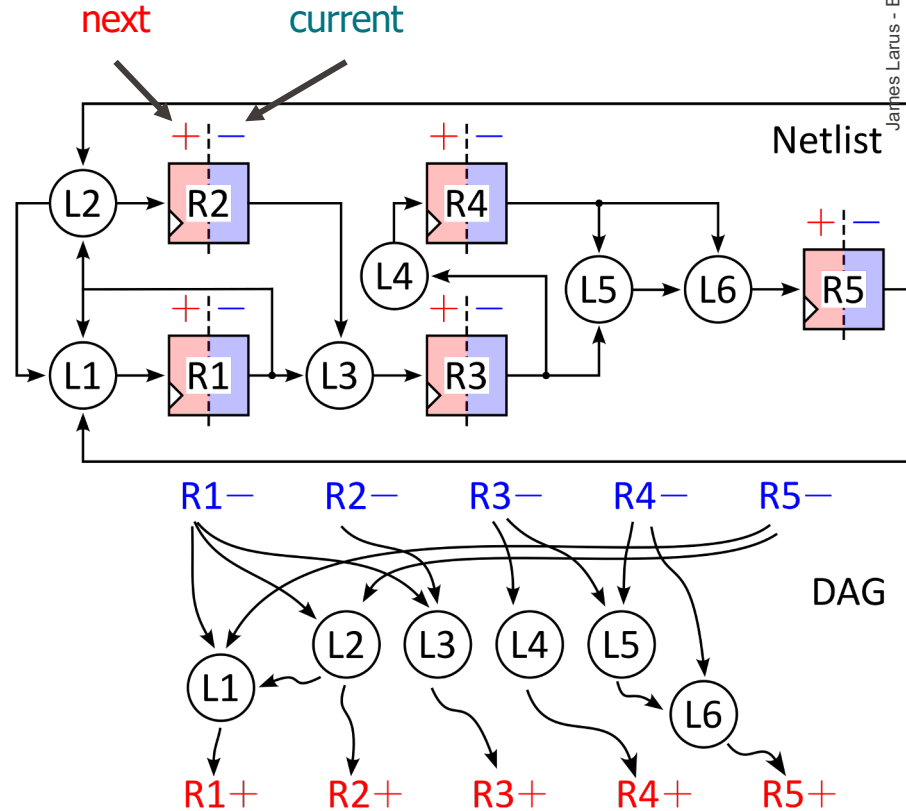 next current
James Larus - E
+ − + −
Netlist
L2 R2 R4
+ −
L4 L5 L6 R5
+ − + −
L1 R1 L3 R3
R1− R2− R3− R4− R5−
DAG
L2 L3 L4 L5
L1
L6
R1+ R2+ R3+ R4+ R5+